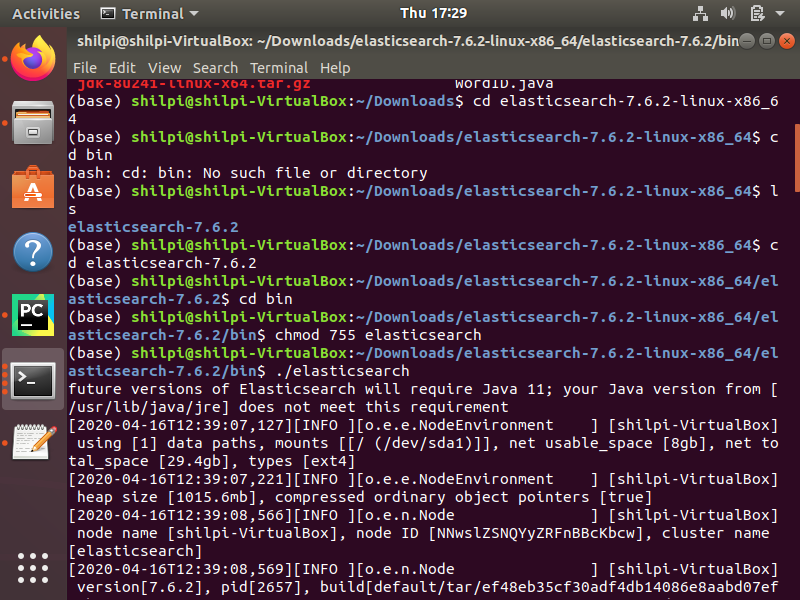 Activities
Terminal
Thu 17:29
shilpi@shilpi-VirtualBox: ~/Downloads/elasticsearch-7.6.2-linux-x86_64/elasticsearch-7.6.2/bin
File Edit View Search Terminal Help
jdk-8u241-linux-x64.tar.gz wordID.java
(base) shilpi@shilpi-VirtualBox:~/Downloads$ cd elasticsearch-7.6.2-linux-x86_6
4
(base) shilpi@shilpi-VirtualBox:~/Downloads/elasticsearch-7.6.2-linux-x86_64$ c
d bin
bash: cd: bin: No such file or directory
(base) shilpi@shilpi-VirtualBox:~/Downloads/elasticsearch-7.6.2-linux-x86_64$ l
s
elasticsearch-7.6.2
(base) shilpi@shilpi-VirtualBox:~/Downloads/elasticsearch-7.6.2-linux-x86_64$ c
d elasticsearch-7.6.2
(base) shilpi@shilpi-VirtualBox:~/Downloads/elasticsearch-7.6.2-linux-x86_64/el
asticsearch-7.6.2$ cd bin
(base) shilpi@shilpi-VirtualBox:~/Downloads/elasticsearch-7.6.2-linux-x86_64/el
asticsearch-7.6.2/bin$ chmod 755 elasticsearch
(base) shilpi@shilpi-VirtualBox:~/Downloads/elasticsearch-7.6.2-linux-x86_64/el
asticsearch-7.6.2/bin$ ./elasticsearch
future versions of Elasticsearch will require Java 11; your Java version from [
/usr/lib/java/jre] does not meet this requirement
[2020-04-16T12:39:07,127][INFO ][o.e.e.NodeEnvironment    ] [shilpi-VirtualBox]
 using [1] data paths, mounts [[/ (/dev/sda1)]], net usable_space [8gb], net to
tal_space [29.4gb], types [ext4]
[2020-04-16T12:39:07,221][INFO ][o.e.e.NodeEnvironment    ] [shilpi-VirtualBox]
 heap size [1015.6mb], compressed ordinary object pointers [true]
[2020-04-16T12:39:08,566][INFO ][o.e.n.Node               ] [shilpi-VirtualBox]
 node name [shilpi-VirtualBox], node ID [NNwslZSNQYyZRFnBBcKbcw], cluster name
[elasticsearch]
[2020-04-16T12:39:08,569][INFO ][o.e.n.Node               ] [shilpi-VirtualBox]
 version[7.6.2], pid[2657], build[default/tar/ef48eb35cf30adf4db14086e8aabd07ef
PC